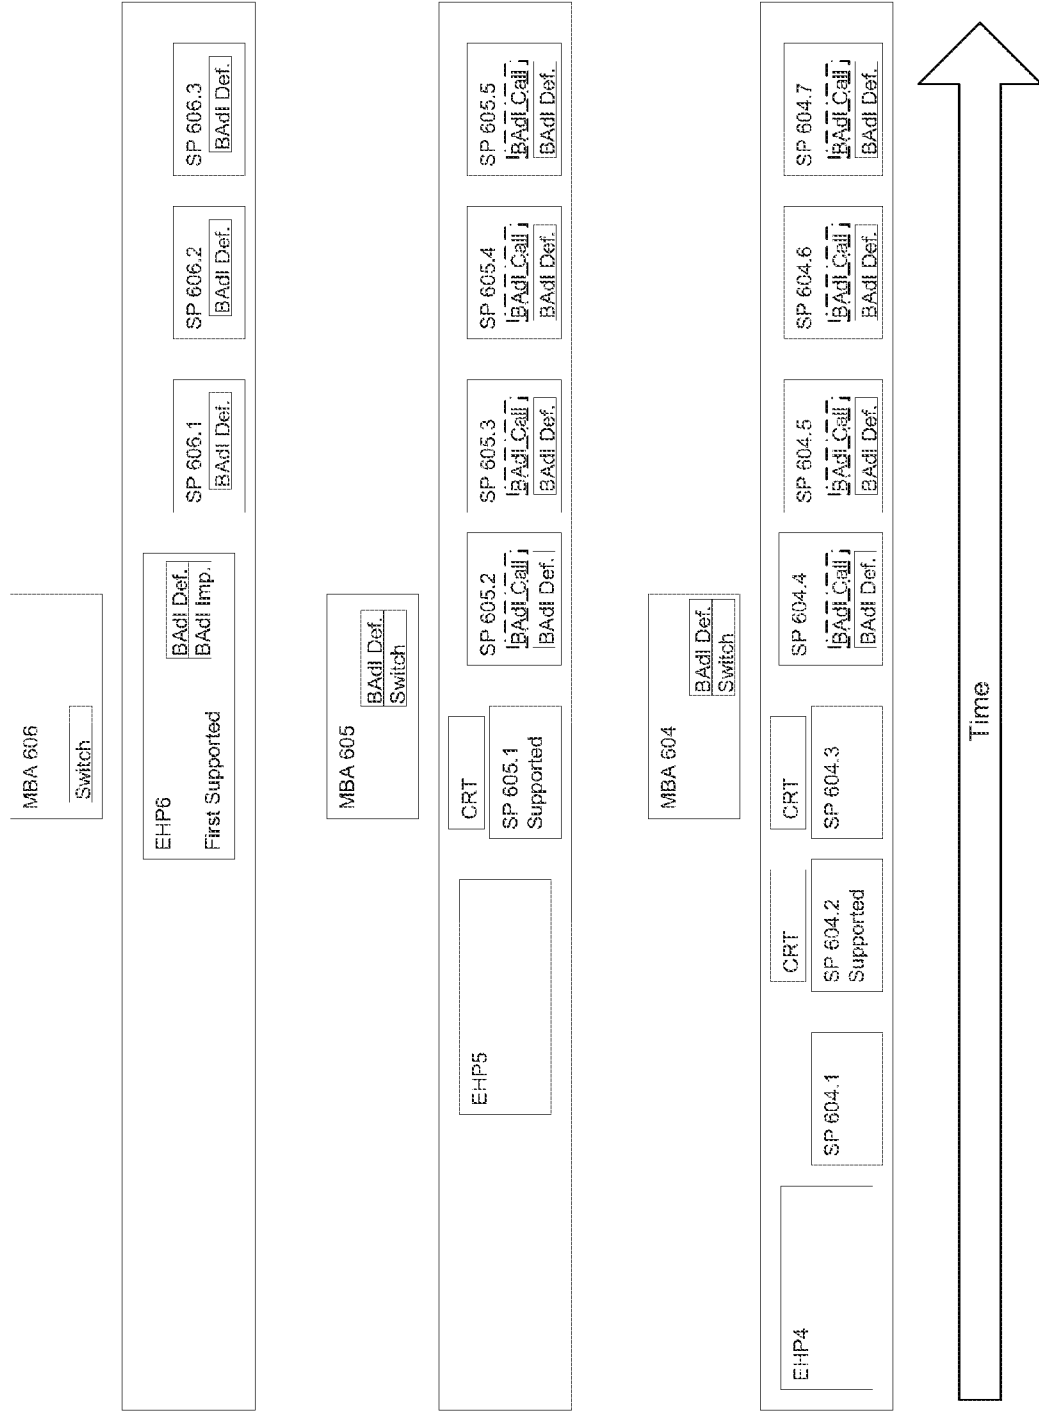 MBA 606
Switch
EHP6
First Supported
BAdI Def.
BAdI Imp.
SP 606.1
BAdI Def.
SP 606.2
BAdI Def.
SP 606.3
BAdI Def.
MBA 605
BAdI Def.
Switch
EHP5
CRT
SP 605.1
Supported
SP 605.2
BAdI Call
BAdI Def.
SP 605.3
BAdI Call
BAdI Def.
SP 605.4
BAdI Call
BAdI Def.
SP 605.5
BAdI Call
BAdI Def.
MBA 604
BAdI Def.
Switch
EHP4
SP 604.1
CRT
SP 604.2
Supported
CRT
SP 604.3
SP 604.4
BAdI Call
BAdI Def.
SP 604.5
BAdI Call
BAdI Def.
SP 604.6
BAdI Call
BAdI Def.
SP 604.7
BAdI Call
BAdI Def.
Time